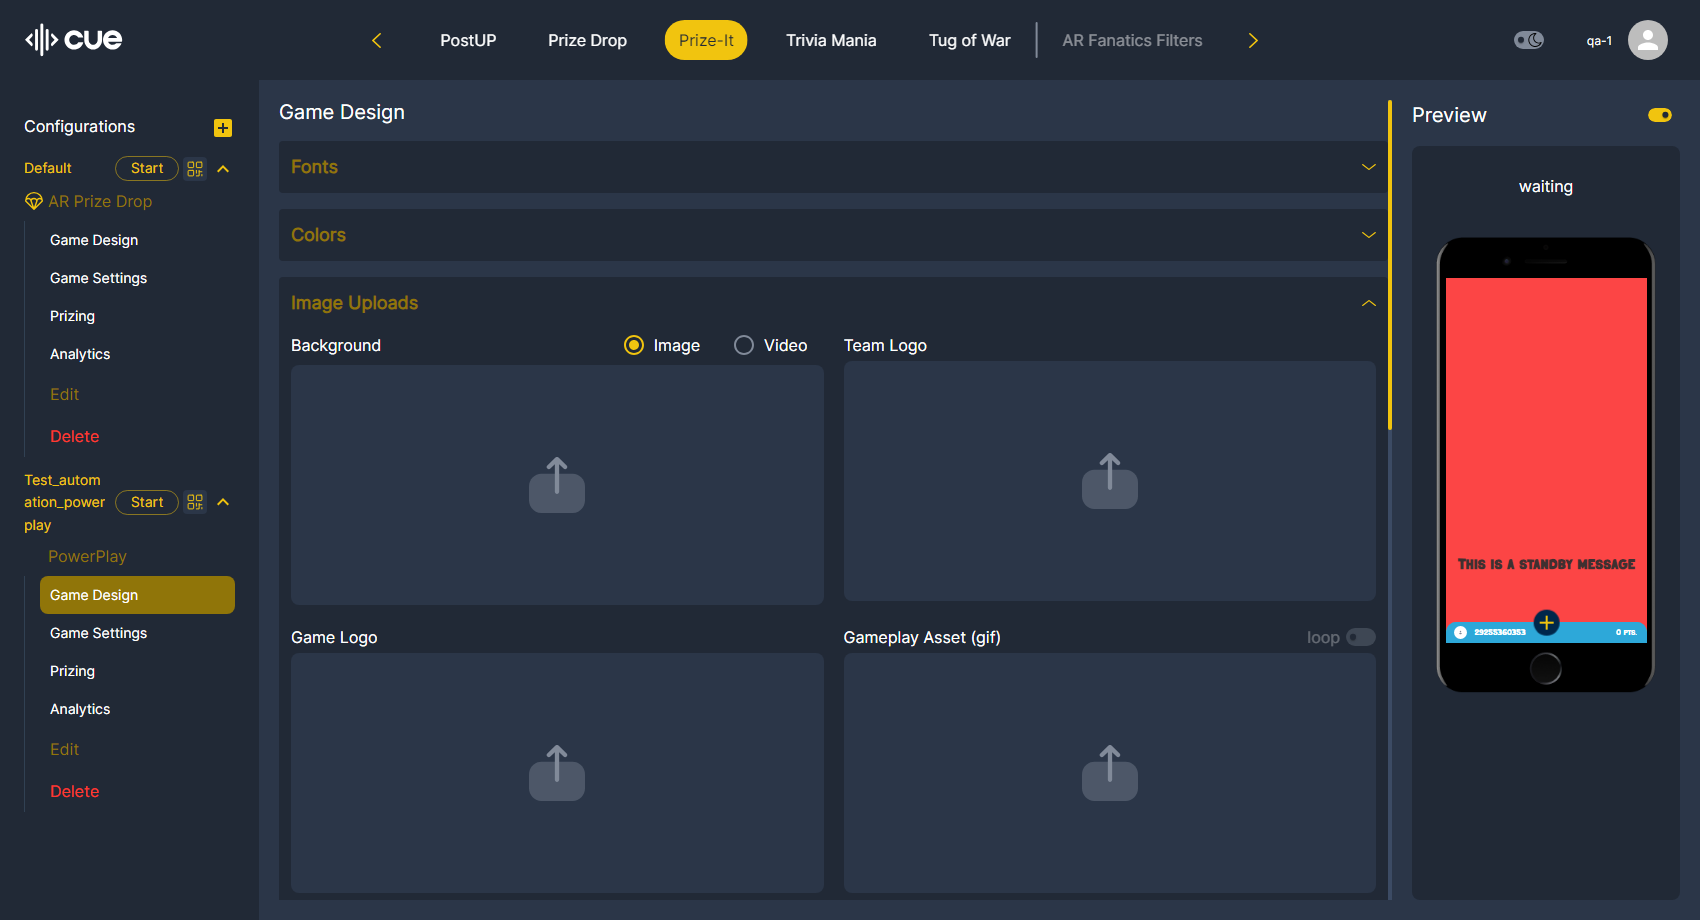 cue
PostUP
Prize Drop
Prize-It
Trivia Mania
Tug of War
AR Fanatics Filters
qa-1
Configurations
Default
Start
AR Prize Drop
Game Design
Game Settings
Prizing
Analytics
Edit
Delete
Test_autom
ation_power
play
Start
PowerPlay
Game Design
Game Settings
Prizing
Analytics
Edit
Delete
Game Design
Fonts
Colors
Image Uploads
Background
Image
Video
Team Logo
Game Logo
Gameplay Asset (gif)
loop
Preview
waiting
This is a standby message
29255360353
0 PTS.